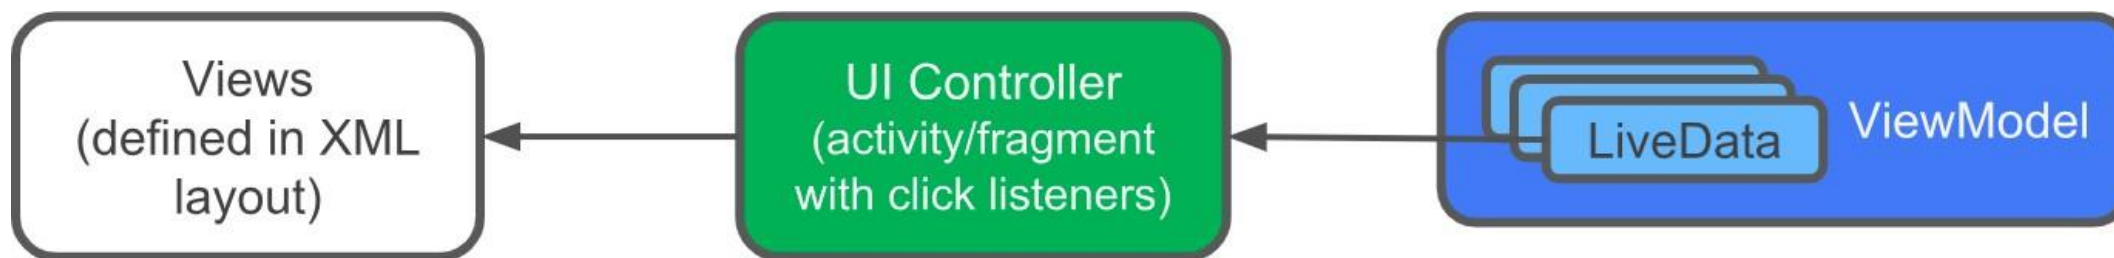 Views
(defined in XML
layout)
UI Controller
(activity/fragment
with click listeners)
LiveData
ViewModel